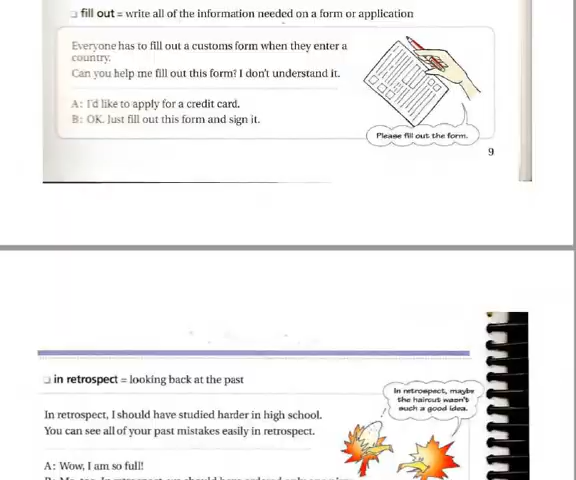 fill out = write all of the information needed on a form or application
Everyone has to fill out a customs form when they enter a
country.
Can you help me fill out this form? I don't understand it.
A: I'd like to apply for a credit card.
B: OK. Just fill out this form and sign it.
Please fill out the form.
9
in retrospect = looking back at the past
In retrospect, maybe
the haircut wasn't
such a good idea.
In retrospect, I should have studied harder in high school.
You can see all of your past mistakes easily in retrospect.
A: Wow, I am so full!